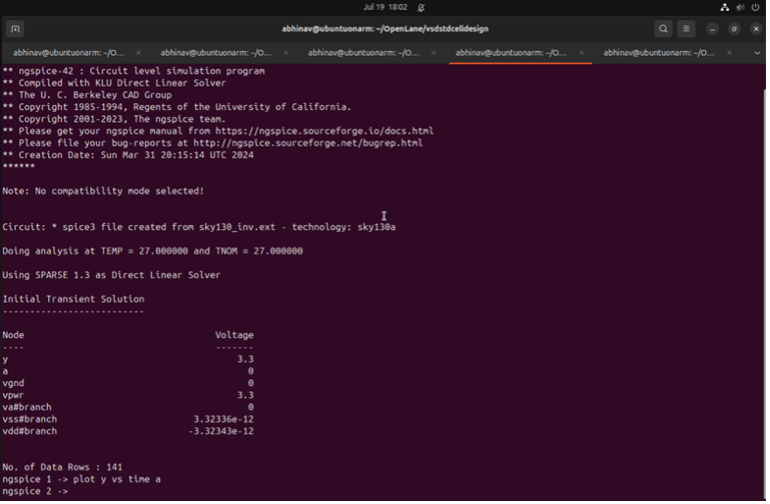 Jul 19 18:02
abhinav@ubuntuonarm: ~/OpenLane/vsdstdcelldesign
abhinav@ubuntuonarm: ~/O... × abhinav@ubuntuonarm: ~/O... × abhinav@ubuntuonarm: ~/O... × abhinav@ubuntuonarm: ~/O... × abhinav@ubuntuonarm: ~/O... ×
** ngspice-42 : Circuit level simulation program
** Compiled with KLU Direct Linear Solver
** The U. C. Berkeley CAD Group
** Copyright 1985-1994, Regents of the University of California.
** Copyright 2001-2023, The ngspice team.
** Please get your ngspice manual from https://ngspice.sourceforge.io/docs.html
** Please file your bug-reports at http://ngspice.sourceforge.net/bugrep.html
** Creation Date: Sun Mar 31 20:15:14 UTC 2024
******
Note: No compatibility mode selected!
Circuit: * spice3 file created from sky130_inv.ext - technology: sky130a
Doing analysis at TEMP = 27.000000 and TNOM = 27.000000
Using SPARSE 1.3 as Direct Linear Solver
Initial Transient Solution
--------------------------
Node Voltage
---- -------
y 3.3
a 0
vgnd 0
vpwr 3.3
va#branch 0
vss#branch 3.32336e-12
vdd#branch -3.32343e-12
No. of Data Rows : 141
ngspice 1 -> plot y vs time a
ngspice 2 ->